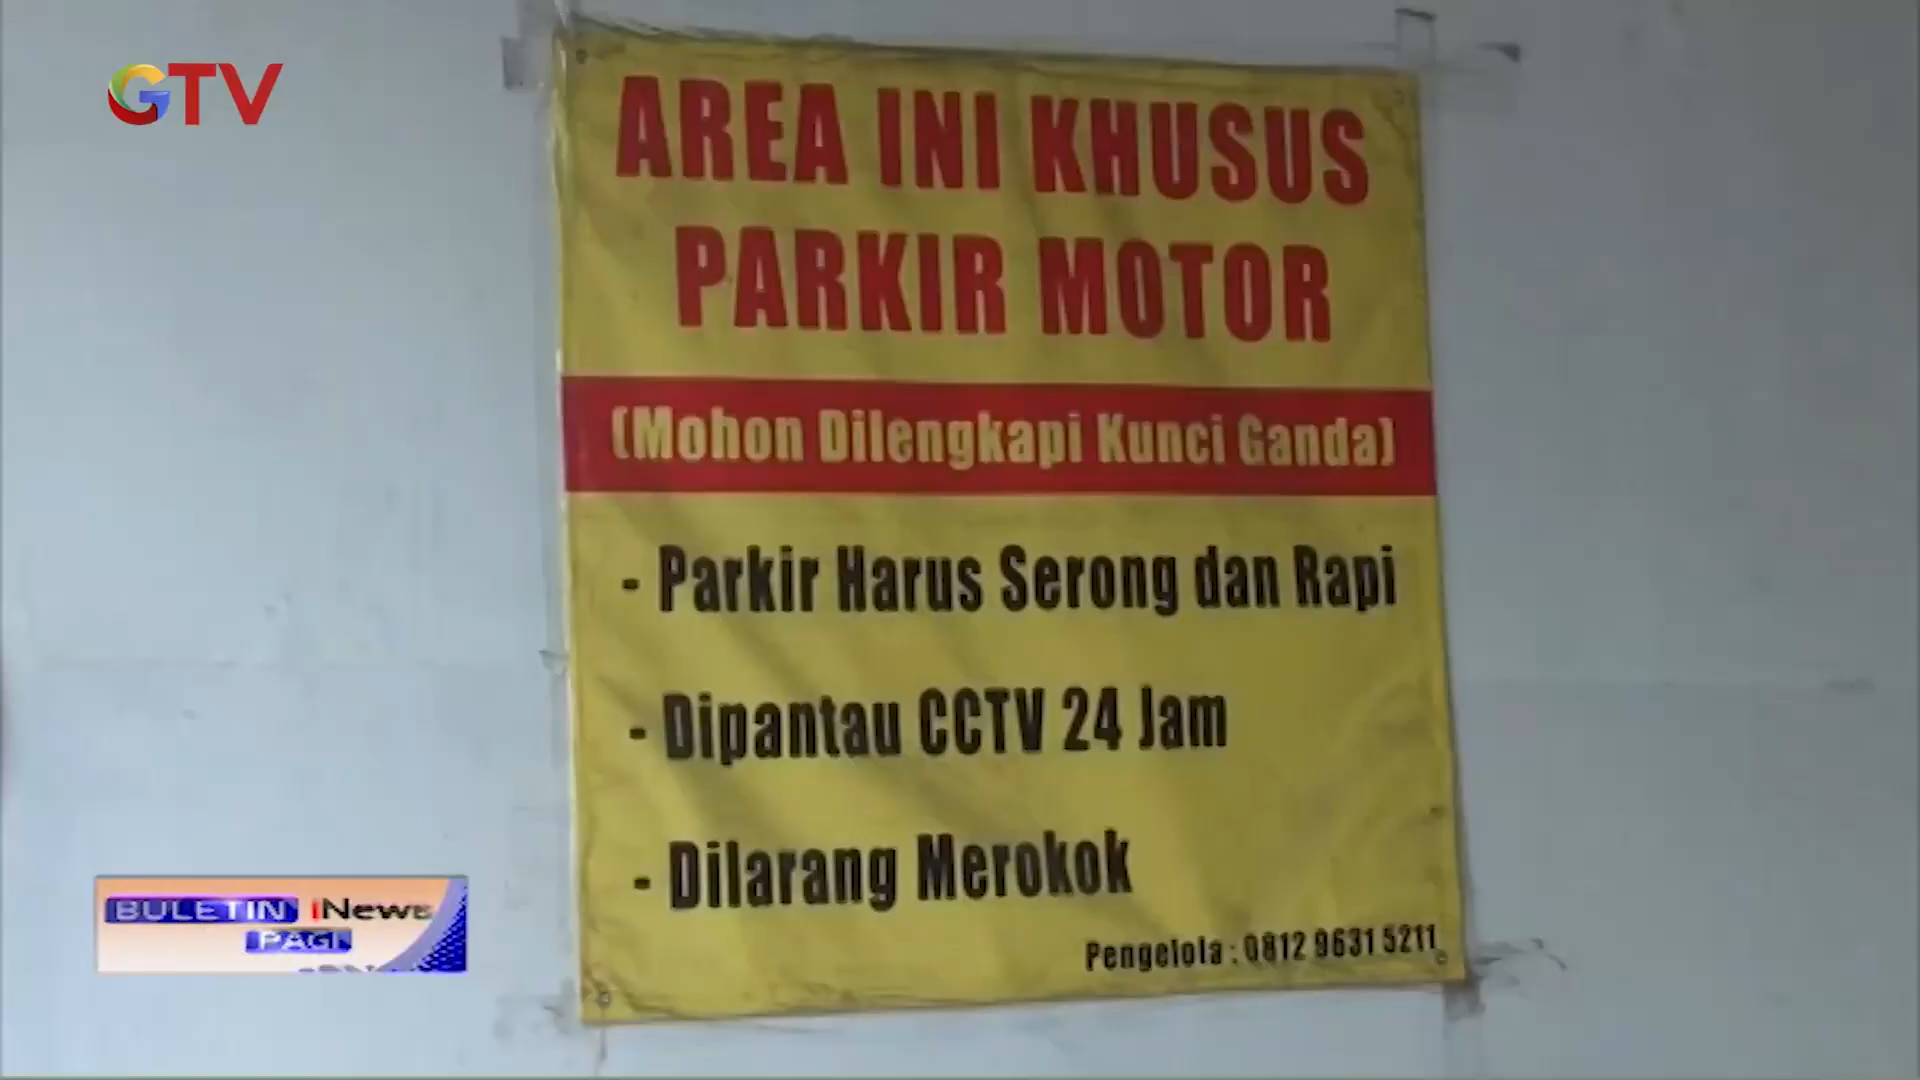 GTV
AREA INI KHUSUS
PARKIR MOTOR
(Mohon Dilengkapi Kunci Ganda)
- Parkir Harus Serong dan Rapi
- Dipantau CCTV 24 Jam
- Dilarang Merokok
Pengelola : 0812 9631 5211
BULETIN iNews
PAGI